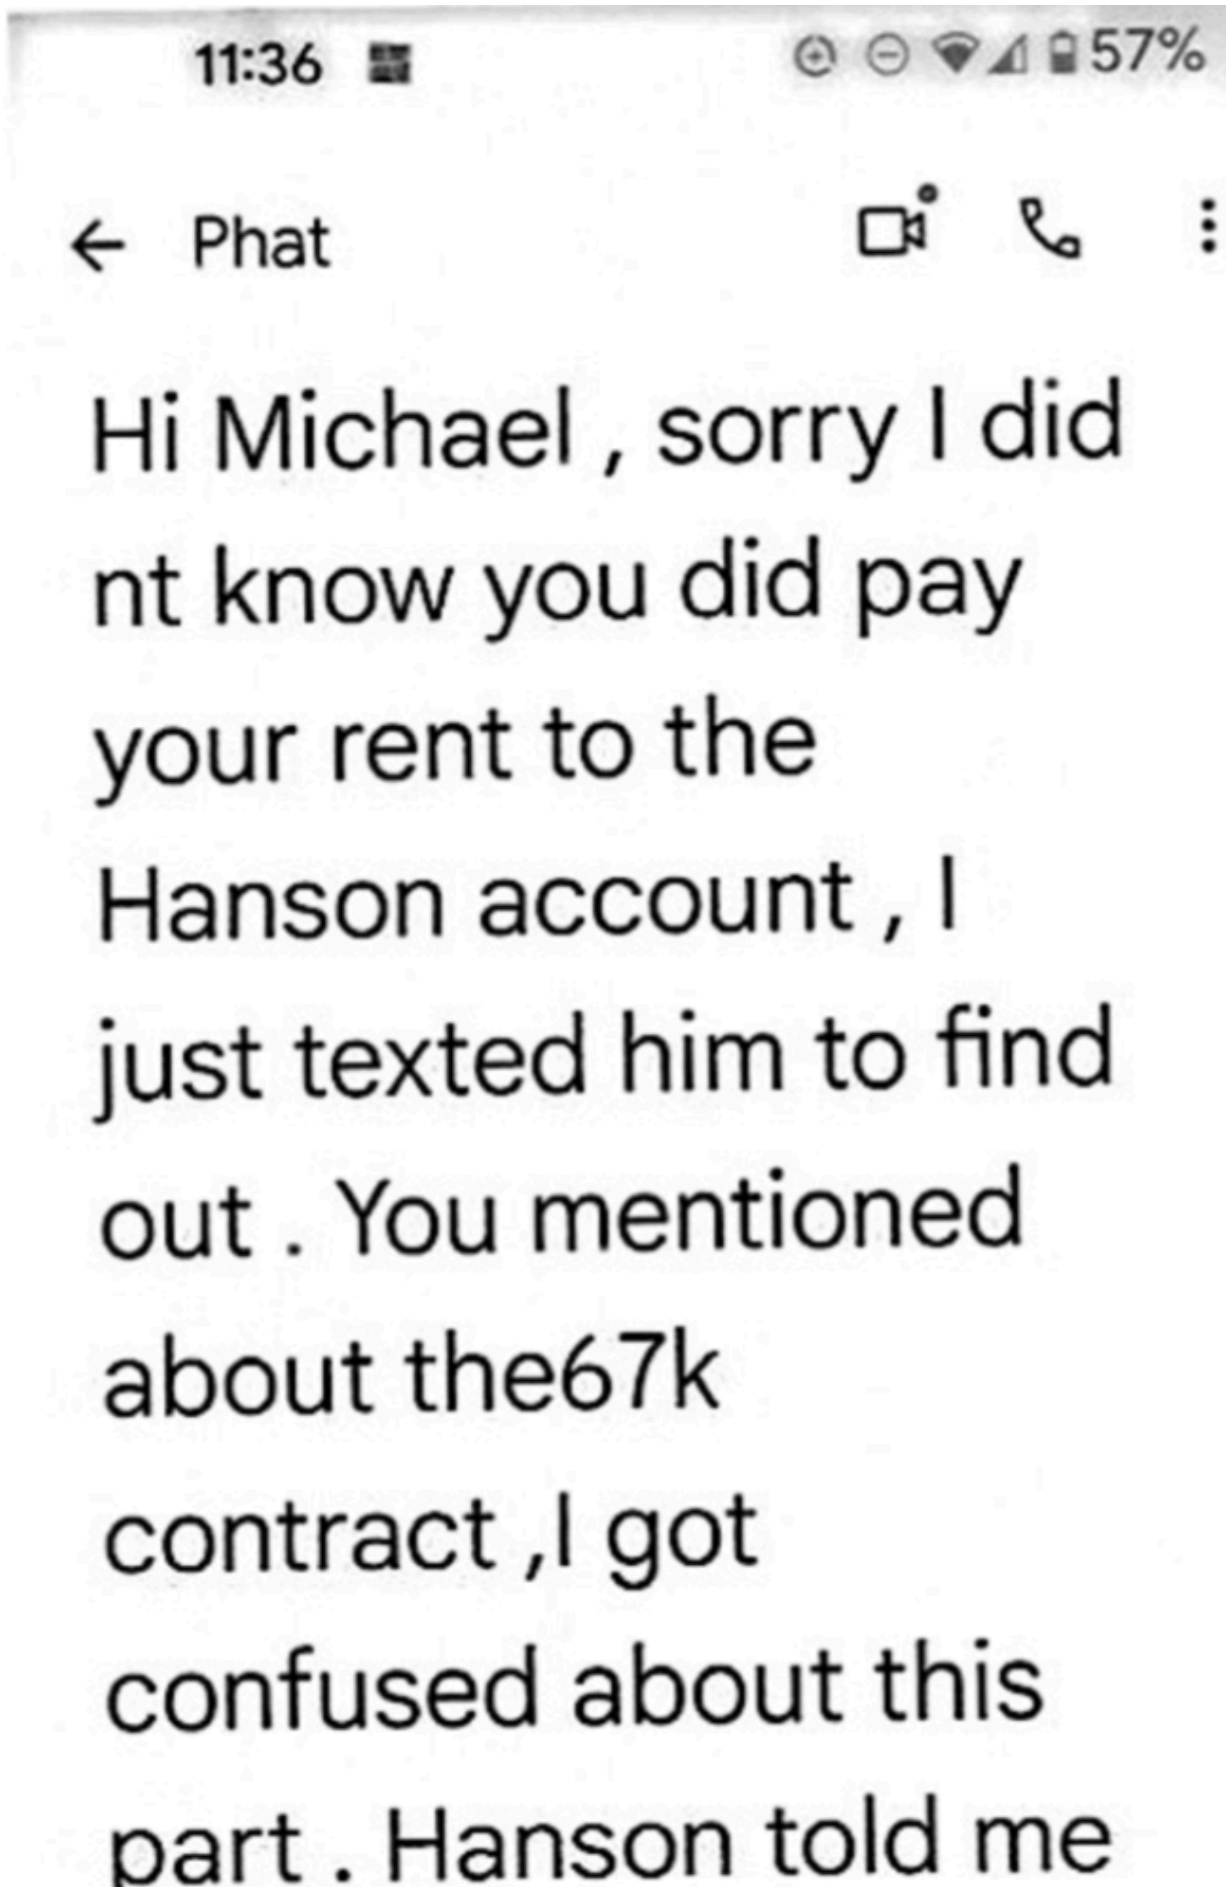 11:36 57%
Phat
Hi Michael , sorry I did
nt know you did pay
your rent to the
Hanson account , I
just texted him to find
out . You mentioned
about the67k
contract ,I got
confused about this
part . Hanson told me